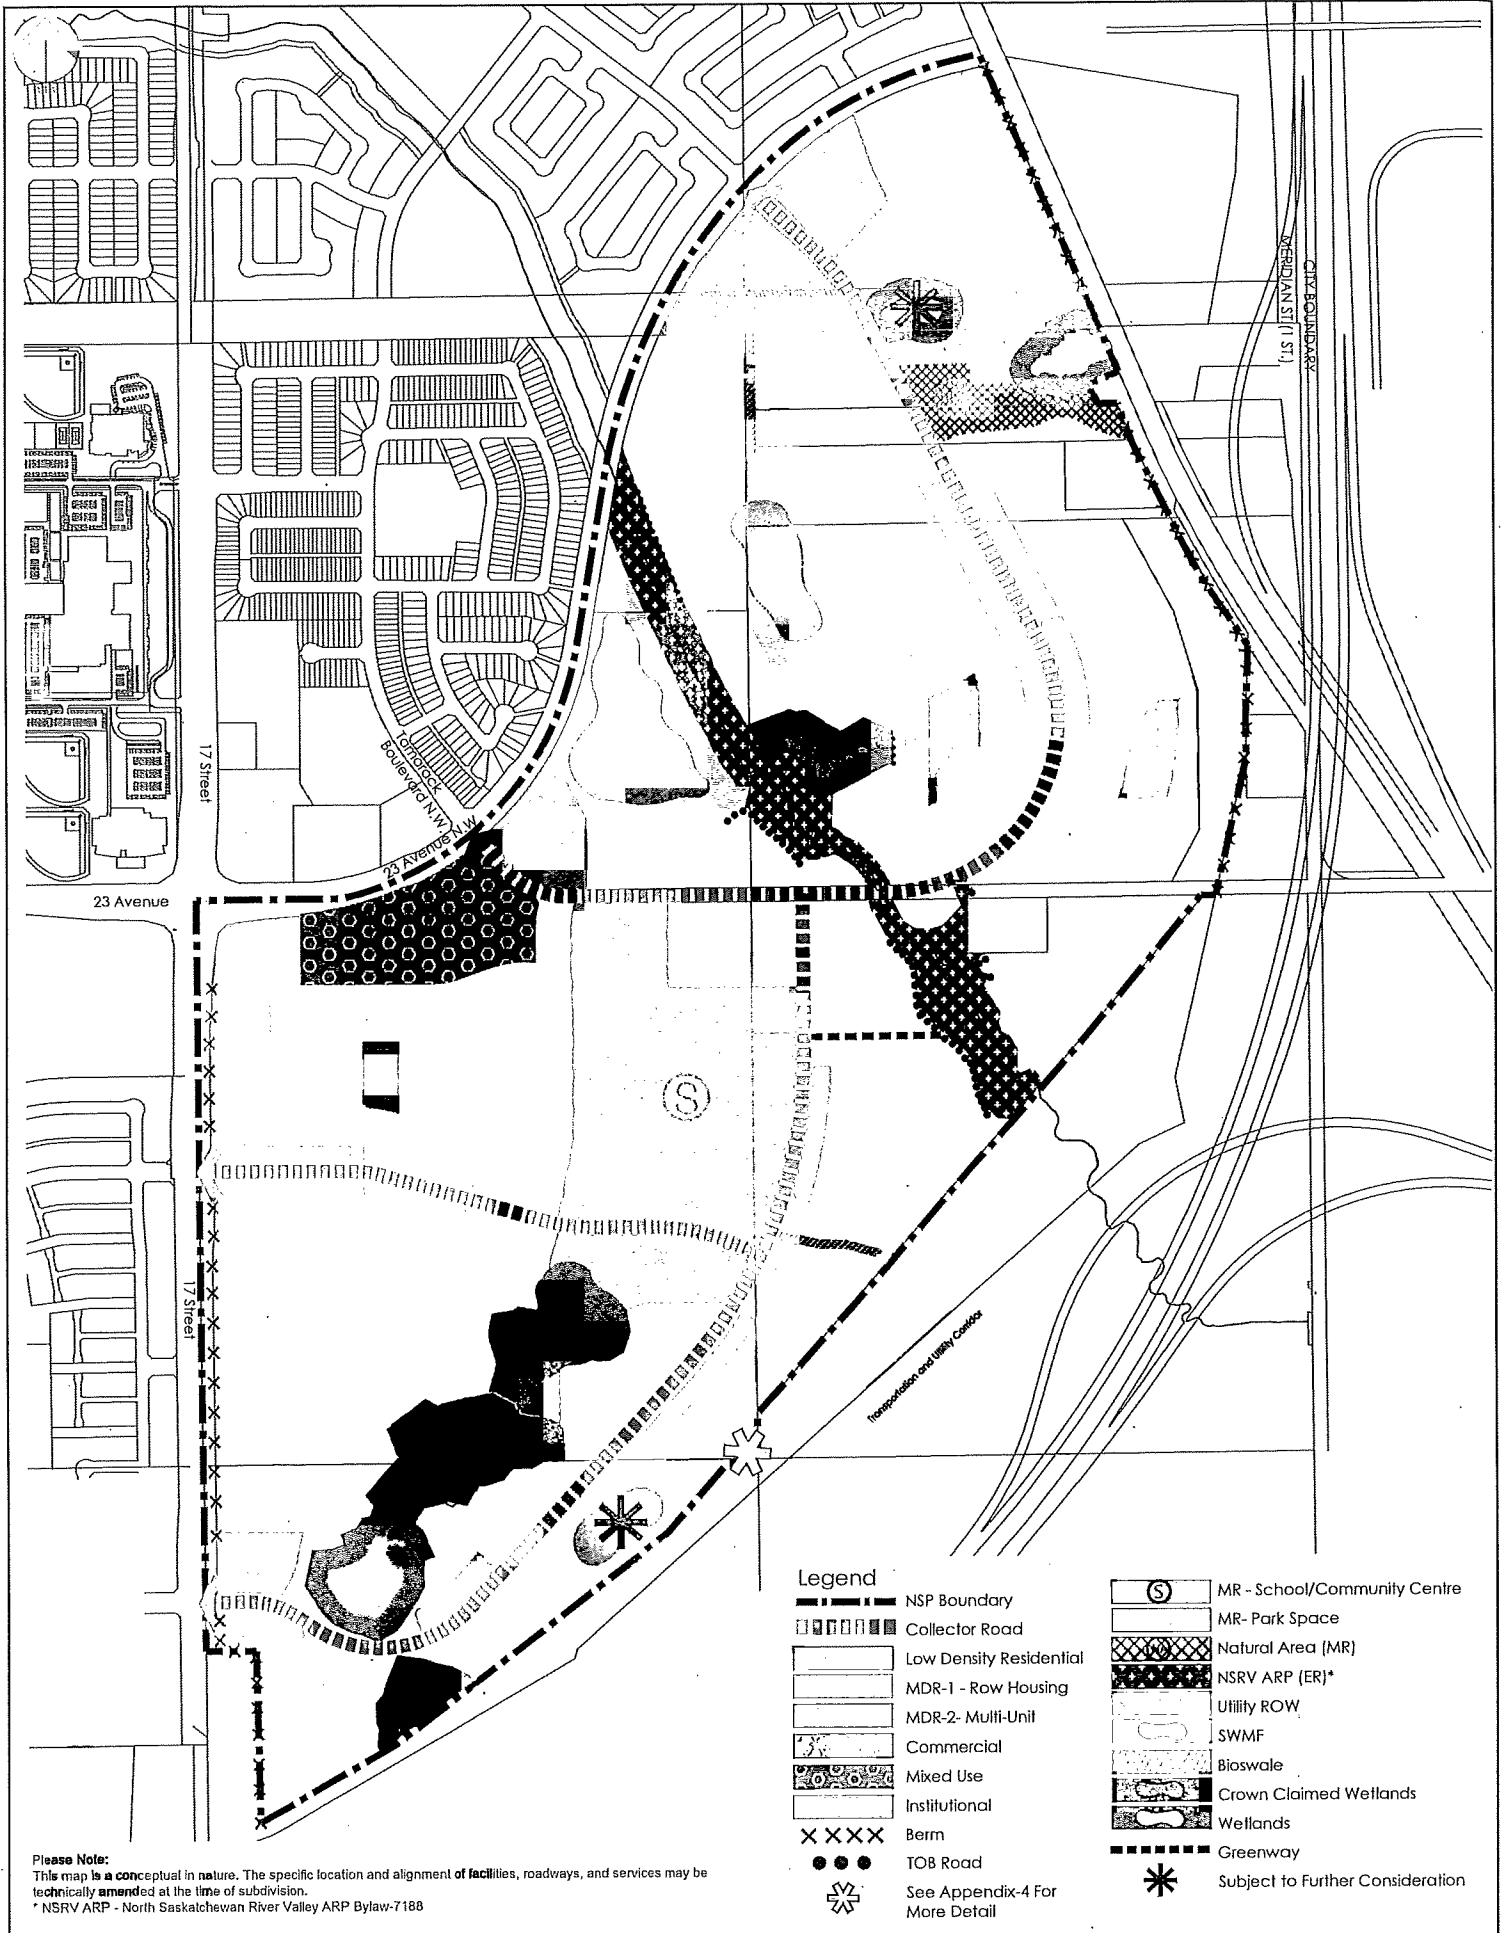 MERIDIAN ST. (1 ST.)
CITY BOUNDARY
17 Street
Tamarack
Boulevard N.W.
23 Avenue N.W
23 Avenue
S
17 Street
Transportation and Utility Corridor
Legend
NSP Boundary
Collector Road
Low Density Residential
MDR-1 - Row Housing
MDR-2- Multi-Unit
Commercial
Mixed Use
Institutional
Berm
TOB Road
See Appendix-4 For
More Detail
S
MR - School/Community Centre
MR- Park Space
Natural Area (MR)
NSRV ARP (ER)*
Utility ROW
SWMF
Bioswale
Crown Claimed Wetlands
Wetlands
Greenway
Subject to Further Consideration
Please Note:
This map is a conceptual in nature. The specific location and alignment of facilities, roadways, and services may be
technically amended at the time of subdivision.
* NSRV ARP - North Saskatchewan River Valley ARP Bylaw-7188